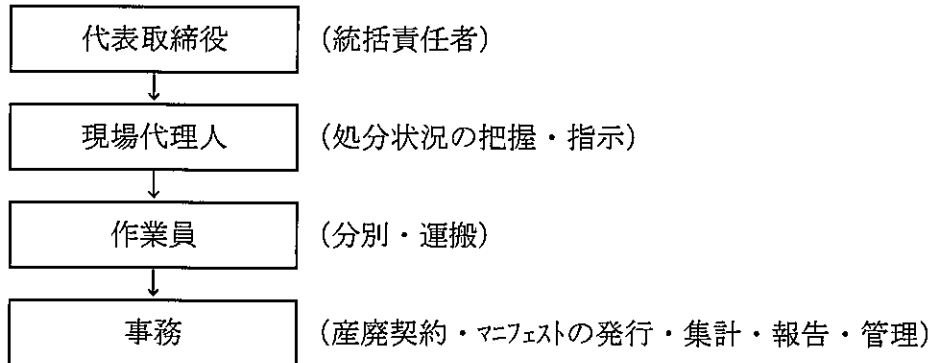 代表取締役 (統括責任者)
現場代理人 (処分状況の把握・指示)
作業員 (分別・運搬)
事務 (産廃契約・ﾏﾆﾌｪｽﾄの発行・集計・報告・管理)